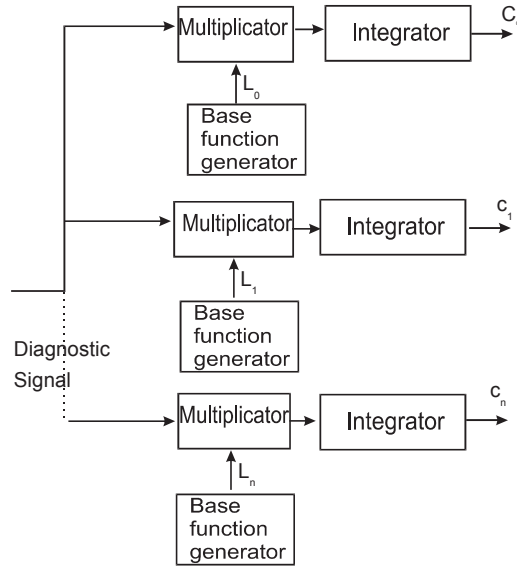 Multiplicator
Integrator
C
L₀
Base
function
generator
Multiplicator
Integrator
c₁
L₁
Base
function
generator
Diagnostic
Signal
Multiplicator
Integrator
cₙ
Lₙ
Base
function
generator